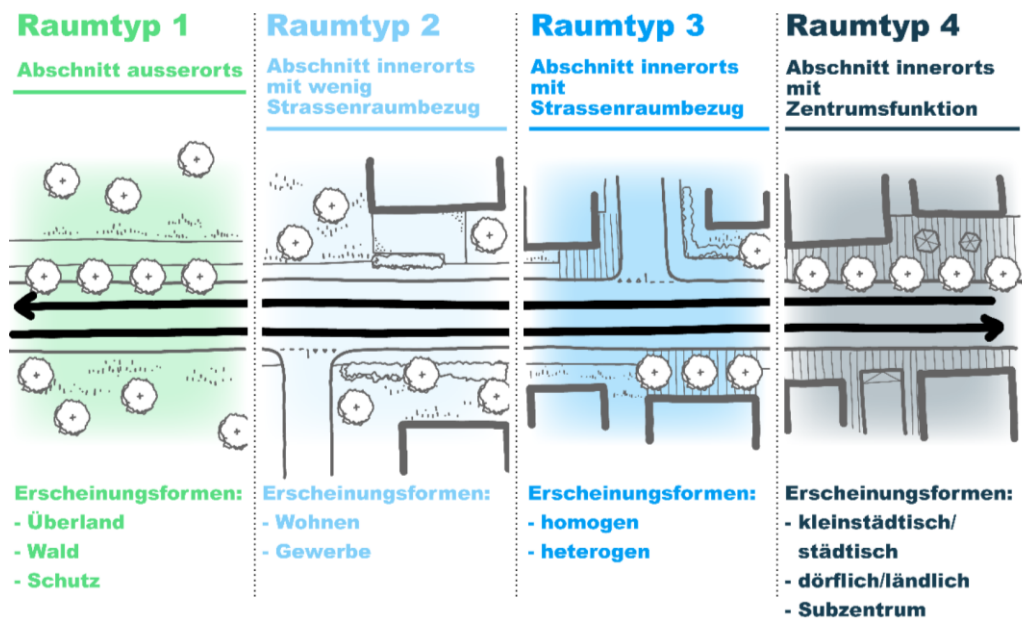 Raumtyp 1
Abschnitt ausserorts
Erscheinungsformen:
- Überland
- Wald
- Schutz
Raumtyp 2
Abschnitt innerorts
mit wenig
Strassenraumbezug
Erscheinungsformen:
- Wohnen
- Gewerbe
Raumtyp 3
Abschnitt innerorts
mit
Strassenraumbezug
Erscheinungsformen:
- homogen
- heterogen
Raumtyp 4
Abschnitt innerorts
mit
Zentrumsfunktion
Erscheinungsformen:
- kleinstädtisch/
städtisch
- dörflich/ländlich
- Subzentrum